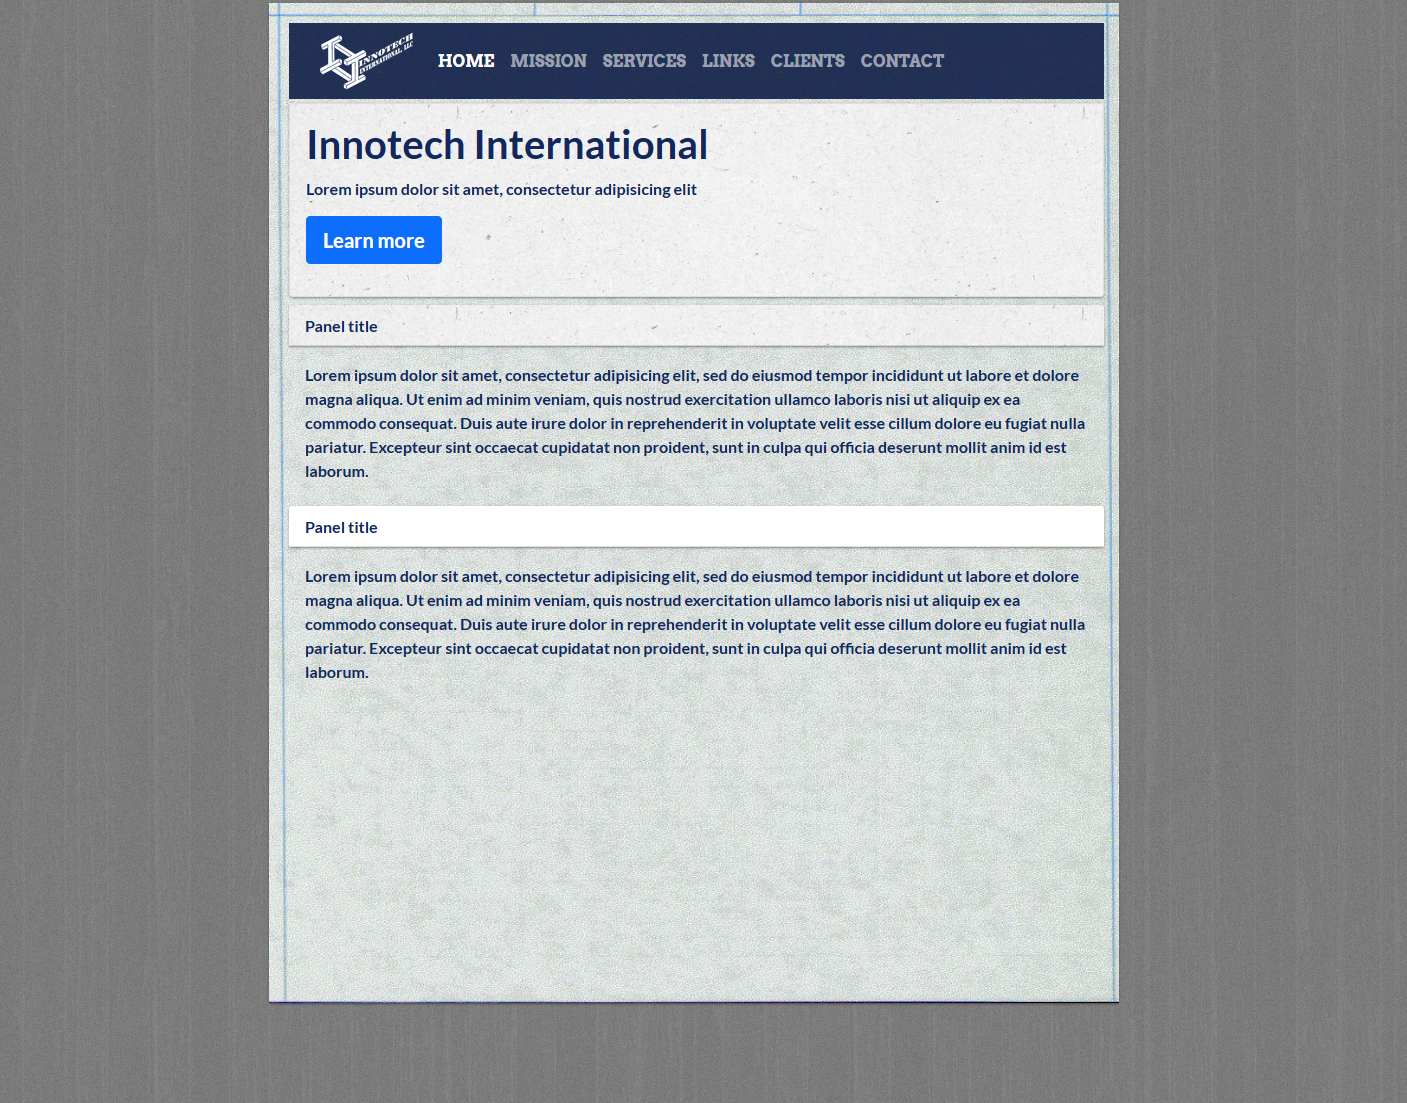 INNOTECH
INTERNATIONAL, LLC
HOME MISSION SERVICES LINKS CLIENTS CONTACT
Innotech International
Lorem ipsum dolor sit amet, consectetur adipisicing elit
Learn more
Panel title
Lorem ipsum dolor sit amet, consectetur adipisicing elit, sed do eiusmod tempor incididunt ut labore et dolore
magna aliqua. Ut enim ad minim veniam, quis nostrud exercitation ullamco laboris nisi ut aliquip ex ea
commodo consequat. Duis aute irure dolor in reprehenderit in voluptate velit esse cillum dolore eu fugiat nulla
pariatur. Excepteur sint occaecat cupidatat non proident, sunt in culpa qui officia deserunt mollit anim id est
laborum.
Panel title
Lorem ipsum dolor sit amet, consectetur adipisicing elit, sed do eiusmod tempor incididunt ut labore et dolore
magna aliqua. Ut enim ad minim veniam, quis nostrud exercitation ullamco laboris nisi ut aliquip ex ea
commodo consequat. Duis aute irure dolor in reprehenderit in voluptate velit esse cillum dolore eu fugiat nulla
pariatur. Excepteur sint occaecat cupidatat non proident, sunt in culpa qui officia deserunt mollit anim id est
laborum.